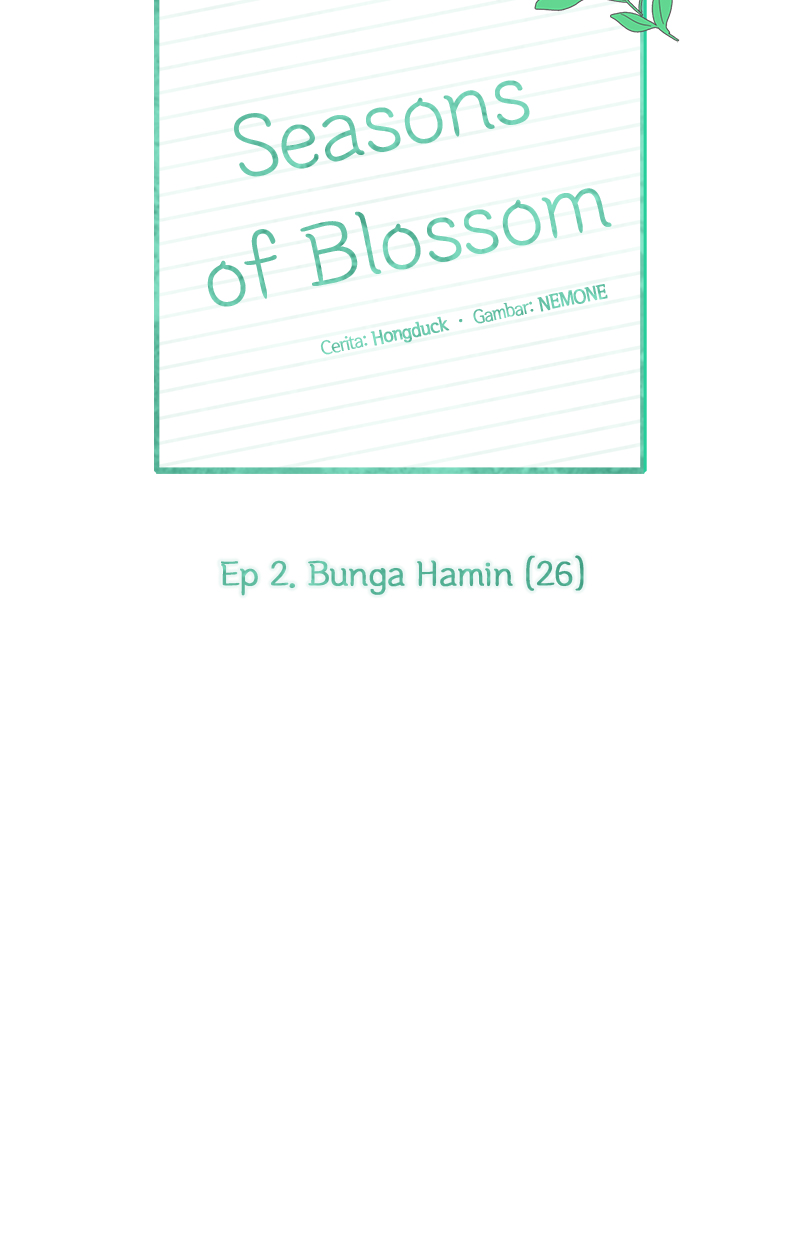 Seasons
of Blossom
Cerita: Hongduck · Gambar: NEMONE
Ep 2. Bunga Hamin (26)